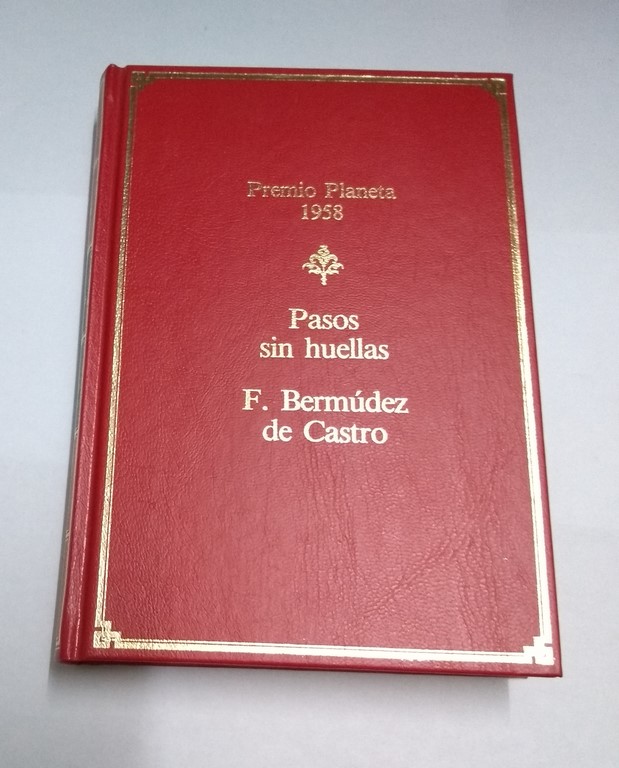 Premio Planeta
1958
Pasos
sin huellas
F. Bermúdez
de Castro